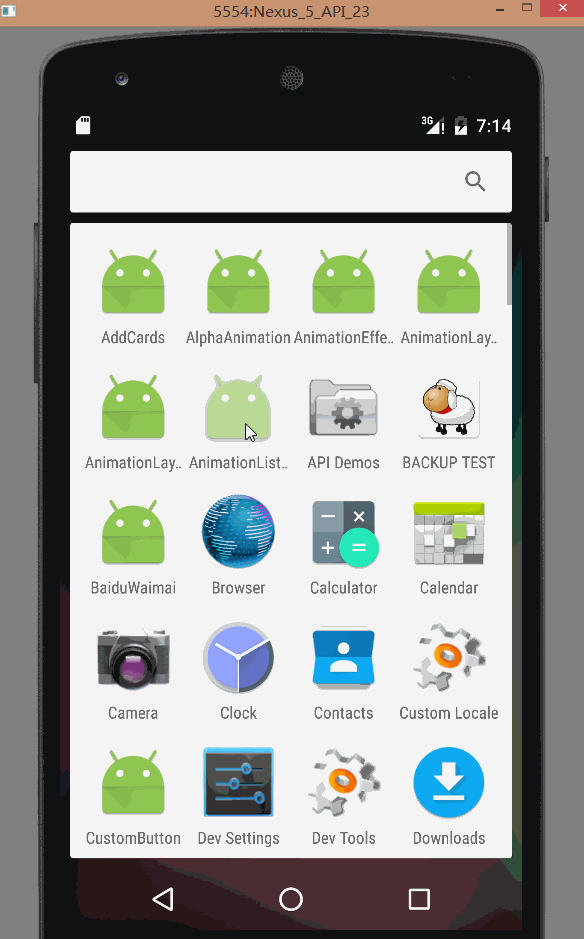 5554:Nexus_5_API_23
3G 7:14
AddCards AlphaAnimation AnimationEffe.. AnimationLay..
AnimationLay.. AnimationList.. API Demos BACKUP TEST
BaiduWaimai Browser Calculator Calendar
Camera Clock Contacts Custom Locale
CustomButton Dev Settings Dev Tools Downloads